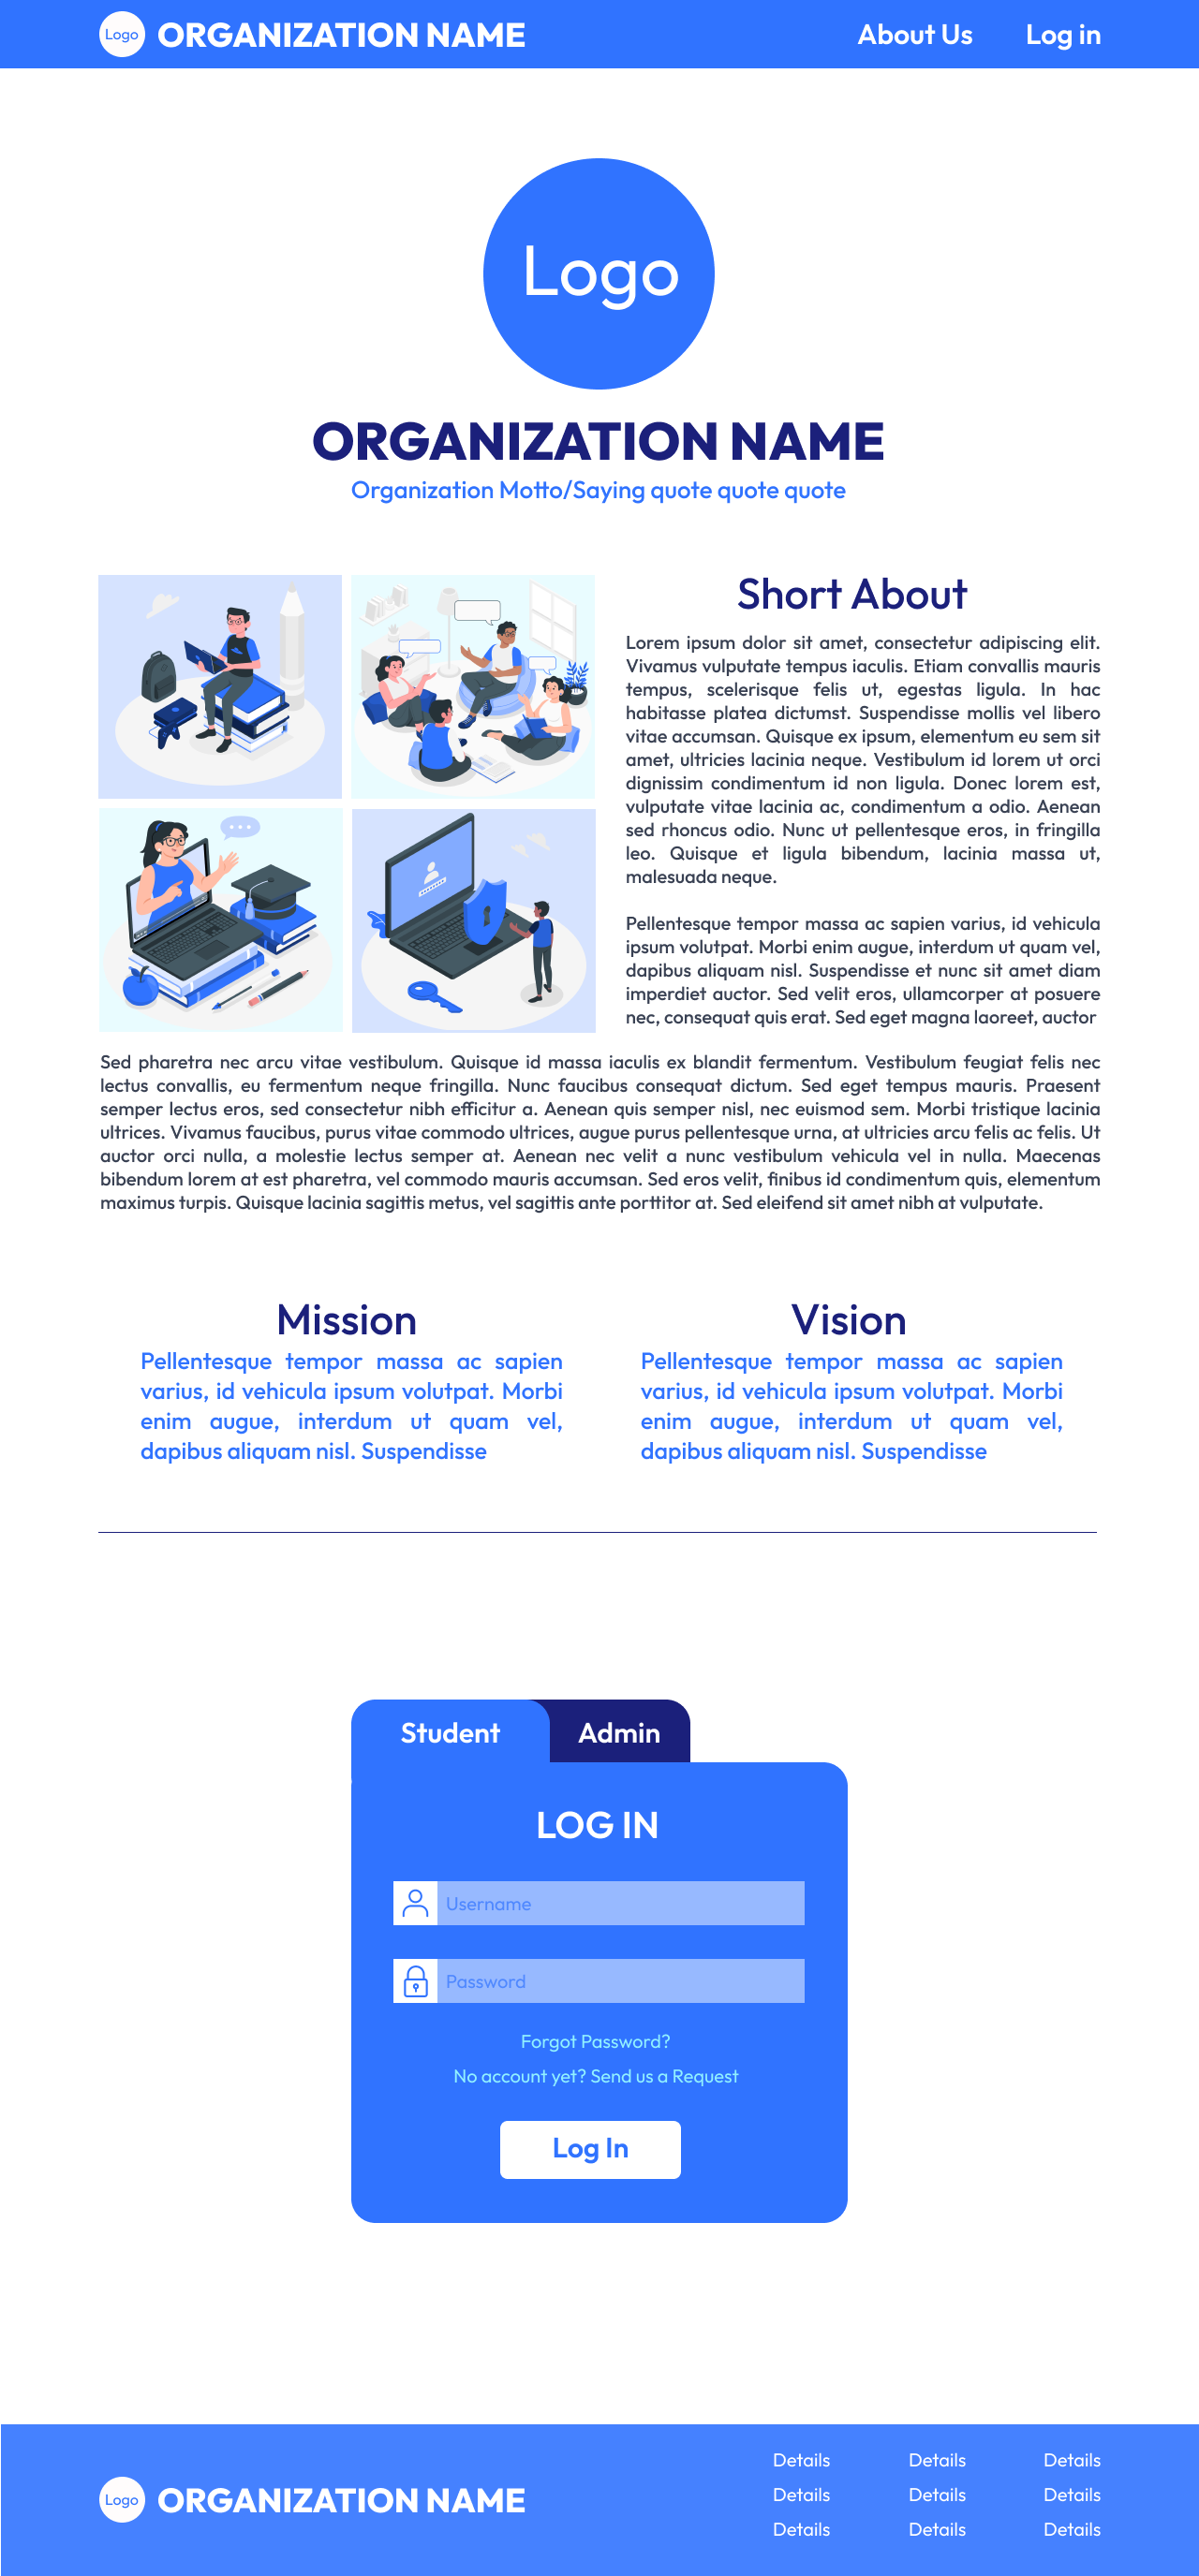 Logo ORGANIZATION NAME About Us Log in
Logo
ORGANIZATION NAME
Organization Motto/Saying quote quote quote
Short About
Lorem ipsum dolor sit amet, consectetur adipiscing elit.
Vivamus vulputate tempus iaculis. Etiam convallis mauris
tempus, scelerisque felis ut, egestas ligula. In hac
habitasse platea dictumst. Suspendisse mollis vel libero
vitae accumsan. Quisque ex ipsum, elementum eu sem sit
amet, ultricies lacinia neque. Vestibulum id lorem ut orci
dignissim condimentum id non ligula. Donec lorem est,
vulputate vitae lacinia ac, condimentum a odio. Aenean
sed rhoncus odio. Nunc ut pellentesque eros, in fringilla
leo. Quisque et ligula bibendum, lacinia massa ut,
malesuada neque.
Pellentesque tempor massa ac sapien varius, id vehicula
ipsum volutpat. Morbi enim augue, interdum ut quam vel,
dapibus aliquam nisl. Suspendisse et nunc sit amet diam
imperdiet auctor. Sed velit eros, ullamcorper at posuere
nec, consequat quis erat. Sed eget magna laoreet, auctor
Sed pharetra nec arcu vitae vestibulum. Quisque id massa iaculis ex blandit fermentum. Vestibulum feugiat felis nec
lectus convallis, eu fermentum neque fringilla. Nunc faucibus consequat dictum. Sed eget tempus mauris. Praesent
semper lectus eros, sed consectetur nibh efficitur a. Aenean quis semper nisl, nec euismod sem. Morbi tristique lacinia
ultrices. Vivamus faucibus, purus vitae commodo ultrices, augue purus pellentesque urna, at ultricies arcu felis ac felis. Ut
auctor orci nulla, a molestie lectus semper at. Aenean nec velit a nunc vestibulum vehicula vel in nulla. Maecenas
bibendum lorem at est pharetra, vel commodo mauris accumsan. Sed eros velit, finibus id condimentum quis, elementum
maximus turpis. Quisque lacinia sagittis metus, vel sagittis ante porttitor at. Sed eleifend sit amet nibh at vulputate.
Mission
Pellentesque tempor massa ac sapien
varius, id vehicula ipsum volutpat. Morbi
enim augue, interdum ut quam vel,
dapibus aliquam nisl. Suspendisse
Vision
Pellentesque tempor massa ac sapien
varius, id vehicula ipsum volutpat. Morbi
enim augue, interdum ut quam vel,
dapibus aliquam nisl. Suspendisse
Student Admin
LOG IN
Username
Password
Forgot Password?
No account yet? Send us a Request
Log In
Logo ORGANIZATION NAME
Details Details Details
Details Details Details
Details Details Details